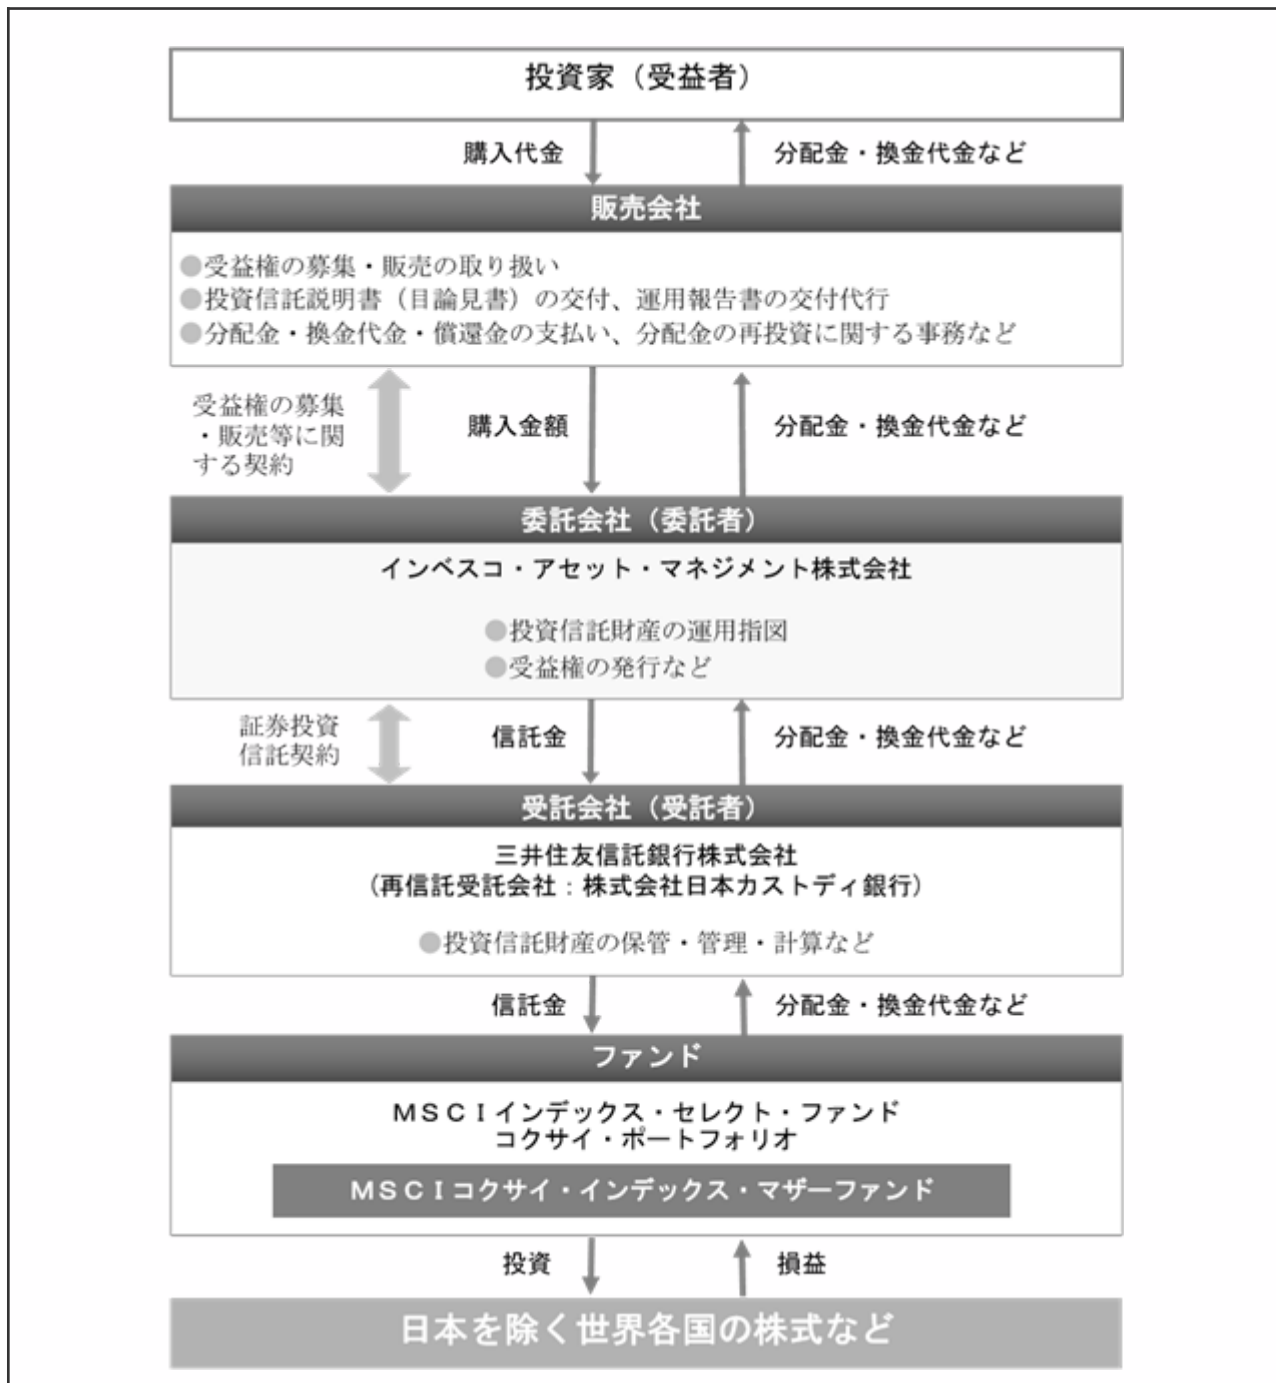 投資家（受益者）
購入代金
分配金・換金代金など
販売会社
●受益権の募集・販売の取り扱い
●投資信託説明書（目論見書）の交付、運用報告書の交付代行
●分配金・換金代金・償還金の支払い、分配金の再投資に関する事務など
受益権の募集
・販売等に関
する契約
購入金額
分配金・換金代金など
委託会社（委託者）
インベスコ・アセット・マネジメント株式会社
●投資信託財産の運用指図
●受益権の発行など
証券投資
信託契約
信託金
分配金・換金代金など
受託会社（受託者）
三井住友信託銀行株式会社
（再信託受託会社：株式会社日本カストディ銀行）
●投資信託財産の保管・管理・計算など
信託金
分配金・換金代金など
ファンド
ＭＳＣＩインデックス・セレクト・ファンド
コクサイ・ポートフォリオ
ＭＳＣＩコクサイ・インデックス・マザーファンド
投資
損益
日本を除く世界各国の株式など